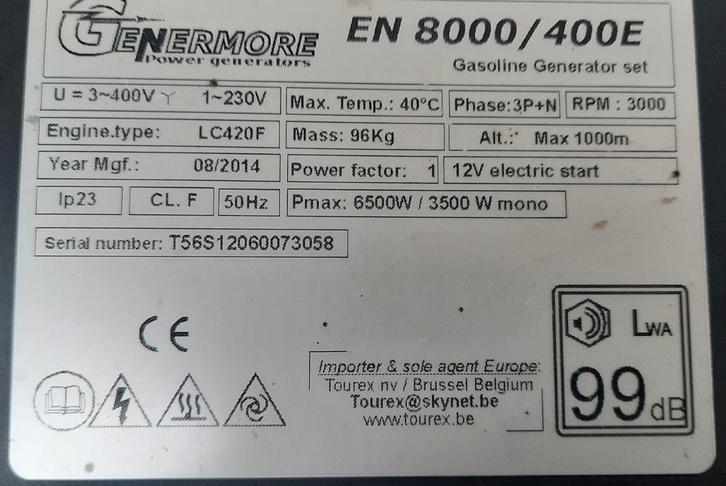 GENERMORE
Power generators
EN 8000/400E
Gasoline Generator set
U = 3~400V Y 1~230V
Max. Temp.: 40°C
Phase:3P+N
RPM : 3000
Engine.type: LC420F
Mass: 96Kg
Alt.: Max 1000m
Year Mgf.: 08/2014
Power factor: 1
12V electric start
Ip23
CL. F
50Hz
Pmax: 6500W / 3500 W mono
Serial number: T56S12060073058
CE
Importer & sole agent Europe:
Tourex nv / Brussel Belgium
Tourex@skynet.be
www.tourex.be
LWA
99dB